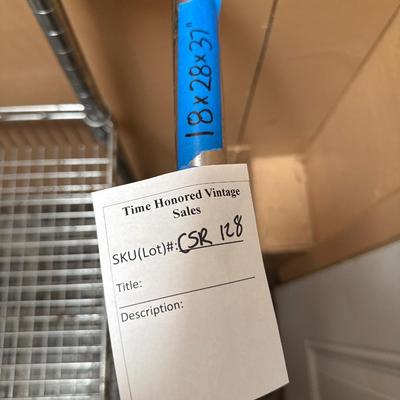 18x28x37"
Time Honored Vintage
Sales
SKU(Lot)#: CSR 128
Title:
Description: